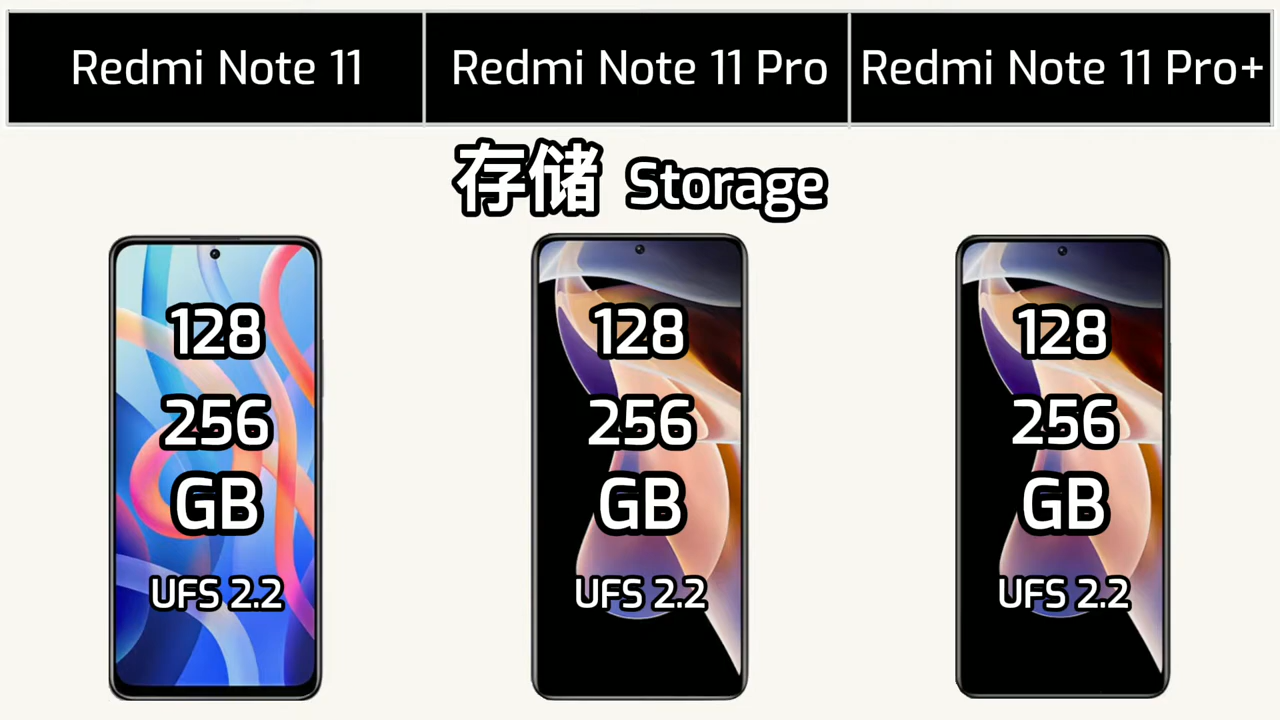 Redmi Note 11
Redmi Note 11 Pro
Redmi Note 11 Pro+
存储 Storage
128
256
GB
UFS 2.2
128
256
GB
UFS 2.2
128
256
GB
UFS 2.2